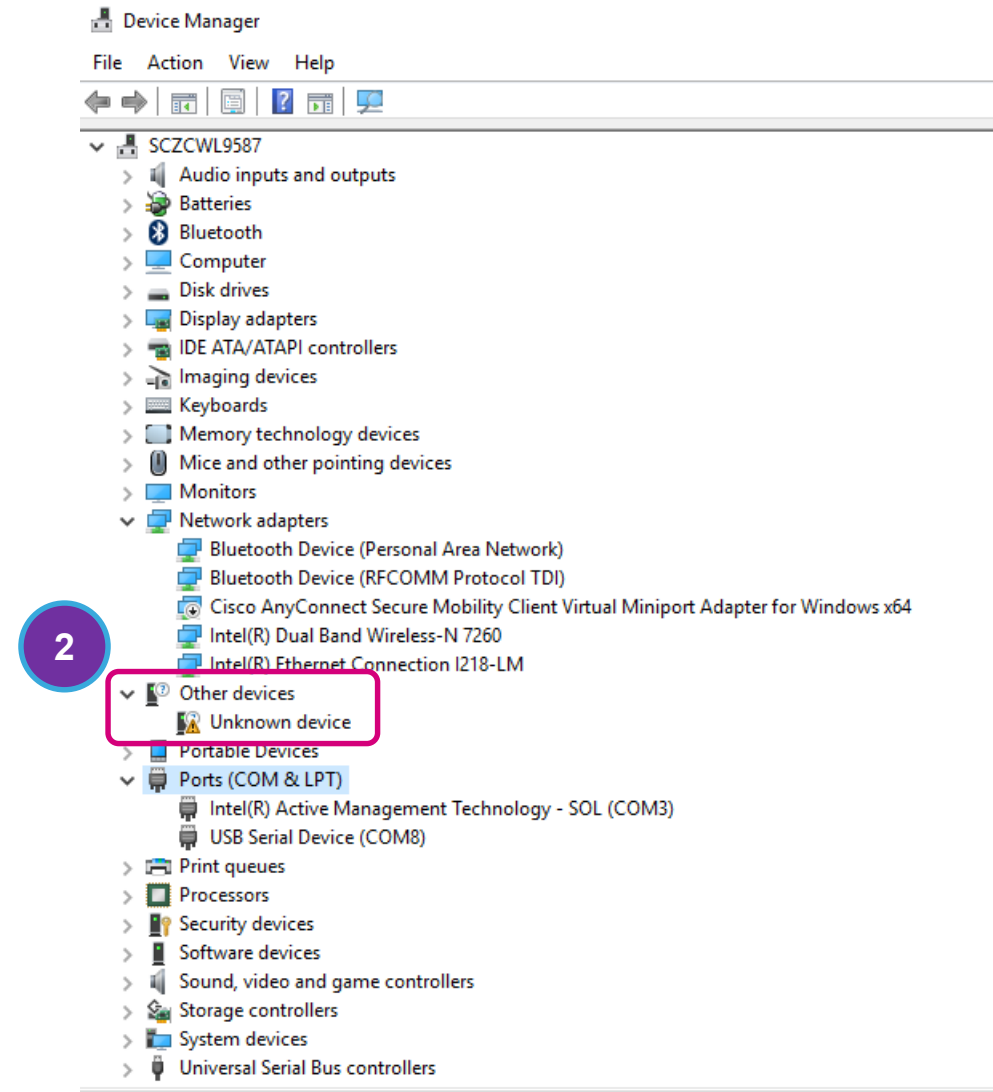 Device Manager
File Action View Help
SCZCWL9587
Audio inputs and outputs
Batteries
Bluetooth
Computer
Disk drives
Display adapters
IDE ATA/ATAPI controllers
Imaging devices
Keyboards
Memory technology devices
Mice and other pointing devices
Monitors
Network adapters
Bluetooth Device (Personal Area Network)
Bluetooth Device (RFCOMM Protocol TDI)
Cisco AnyConnect Secure Mobility Client Virtual Miniport Adapter for Windows x64
Intel(R) Dual Band Wireless-N 7260
2
Intel(R) Ethernet Connection I218-LM
Other devices
Unknown device
Portable Devices
Ports (COM & LPT)
Intel(R) Active Management Technology - SOL (COM3)
USB Serial Device (COM8)
Print queues
Processors
Security devices
Software devices
Sound, video and game controllers
Storage controllers
System devices
Universal Serial Bus controllers